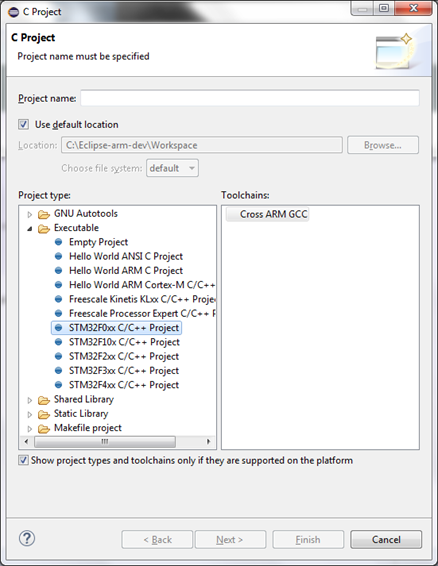 C Project
C Project
Project name must be specified
Project name:
Use default location
Location: C:\Eclipse-arm-dev\Workspace Browse...
Choose file system: default
Project type: Toolchains:
GNU Autotools Cross ARM GCC
Executable
Empty Project
Hello World ANSI C Project
Hello World ARM C Project
Hello World ARM Cortex-M C/C++
Freescale Kinetis KLxx C/C++ Proje
Freescale Processor Expert C/C++ F
STM32F0xx C/C++ Project
STM32F10x C/C++ Project
STM32F2xx C/C++ Project
STM32F3xx C/C++ Project
STM32F4xx C/C++ Project
Shared Library
Static Library
Makefile project
Show project types and toolchains only if they are supported on the platform
? < Back Next > Finish Cancel